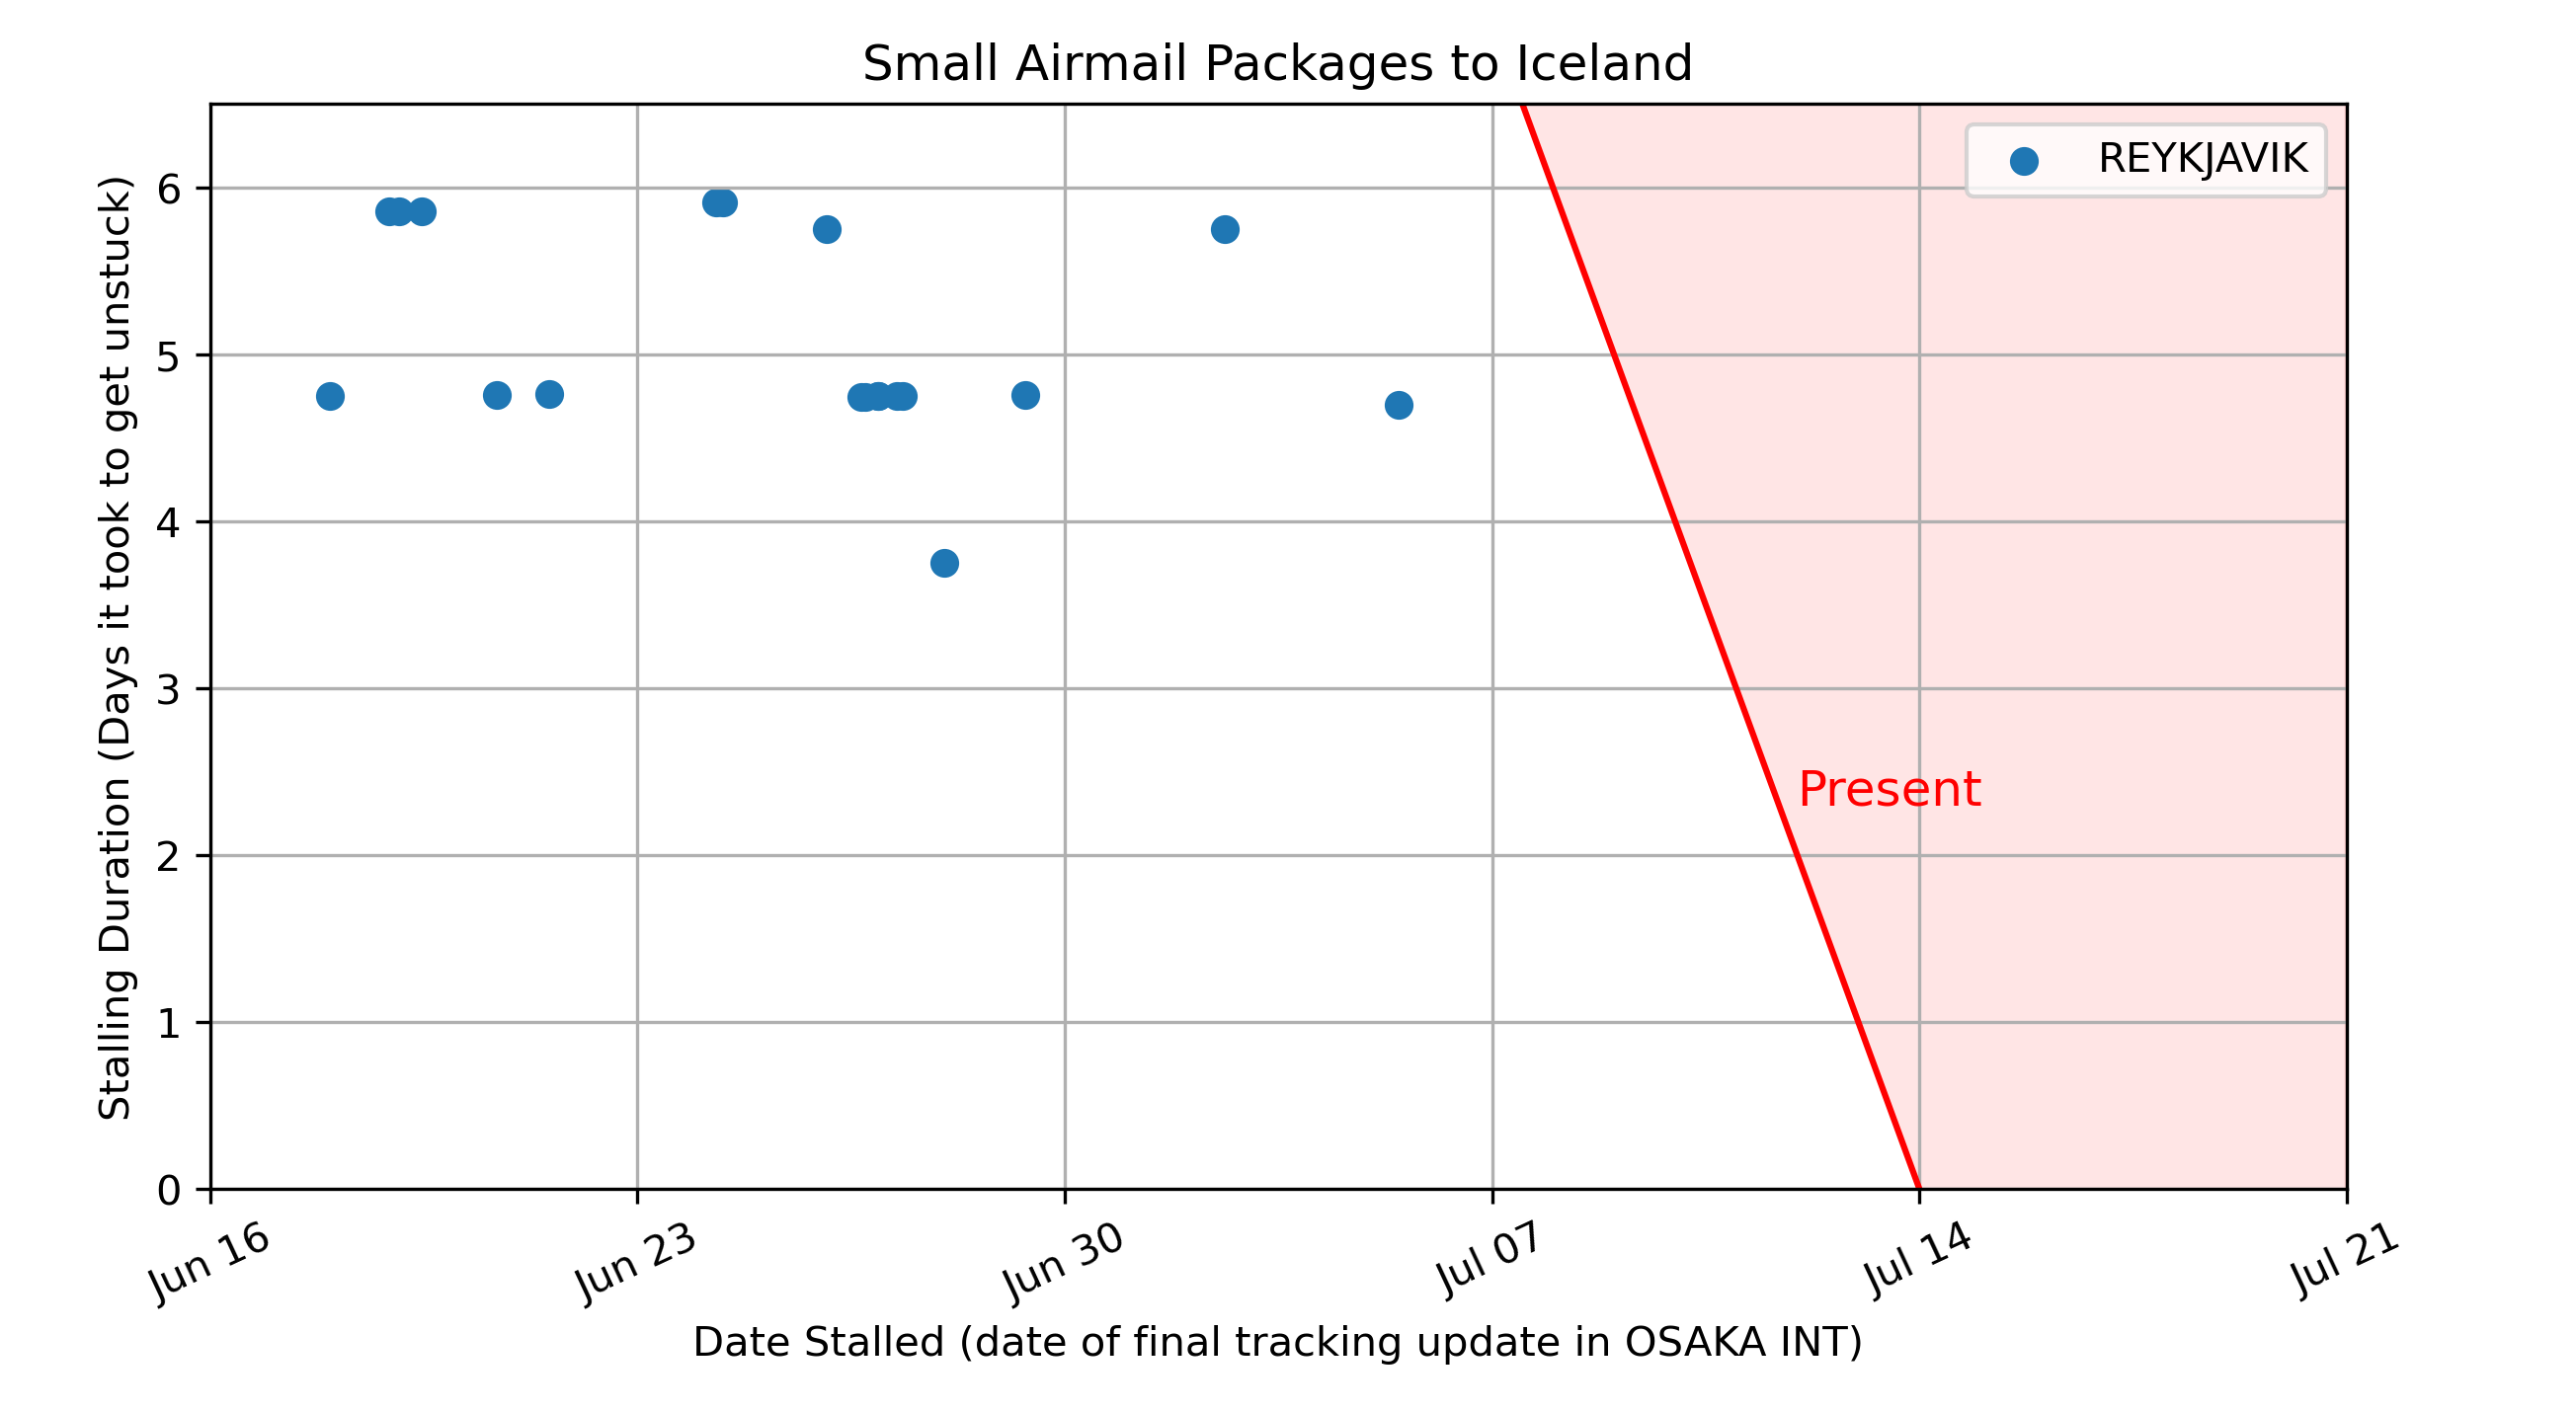 Small Airmail Packages to Iceland
REYKJAVIK
Stalling Duration (Days it took to get unstuck)
6
5
4
3
2
1
0
Present
Jun 16
Jun 23
Jun 30
Jul 07
Jul 14
Jul 21
Date Stalled (date of final tracking update in OSAKA INT)